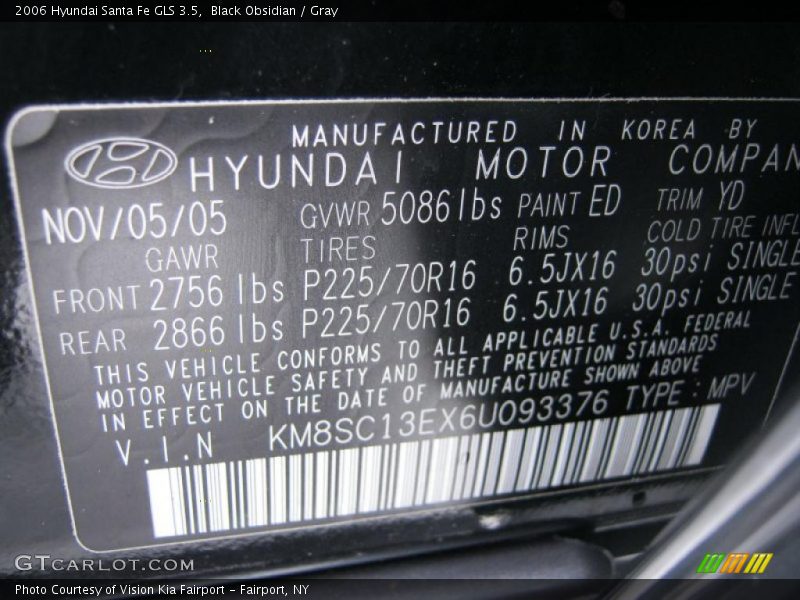 2006 Hyundai Santa Fe GLS 3.5, Black Obsidian / Gray
MANUFACTURED IN KOREA BY
HYUNDAI MOTOR COMPAN
NOV/05/05 GVWR 5086lbs PAINT ED TRIM YD
GAWR TIRES RIMS COLD TIRE INFL
FRONT 2756 lbs P225/70R16 6.5JX16 30psi SINGLE
REAR 2866 lbs P225/70R16 6.5JX16 30psi SINGLE
THIS VEHICLE CONFORMS TO ALL APPLICABLE U.S.A. FEDERAL
MOTOR VEHICLE SAFETY AND THEFT PREVENTION STANDARDS
IN EFFECT ON THE DATE OF MANUFACTURE SHOWN ABOVE
V.I.N KM8SC13EX6U093376 TYPE : MPV
GTCARLOT.COM
Photo Courtesy of Vision Kia Fairport - Fairport, NY